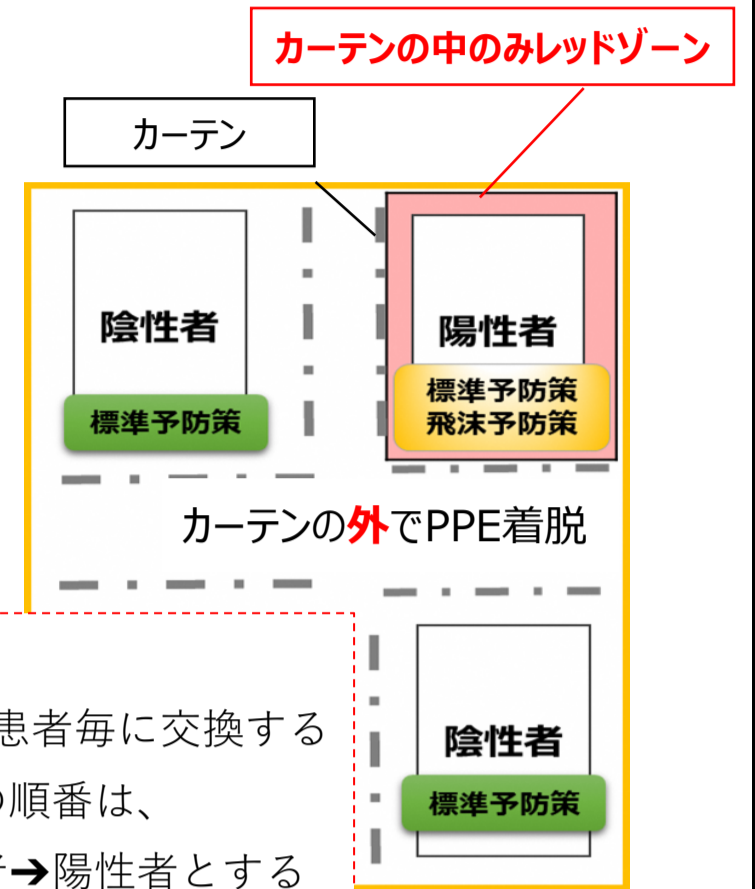 カーテンの中のみレッドゾーン
カーテン
陰性者
標準予防策
陽性者
標準予防策
飛沫予防策
カーテンの外でPPE着脱
患者毎に交換する
順番は、
➔陽性者とする
陰性者
標準予防策